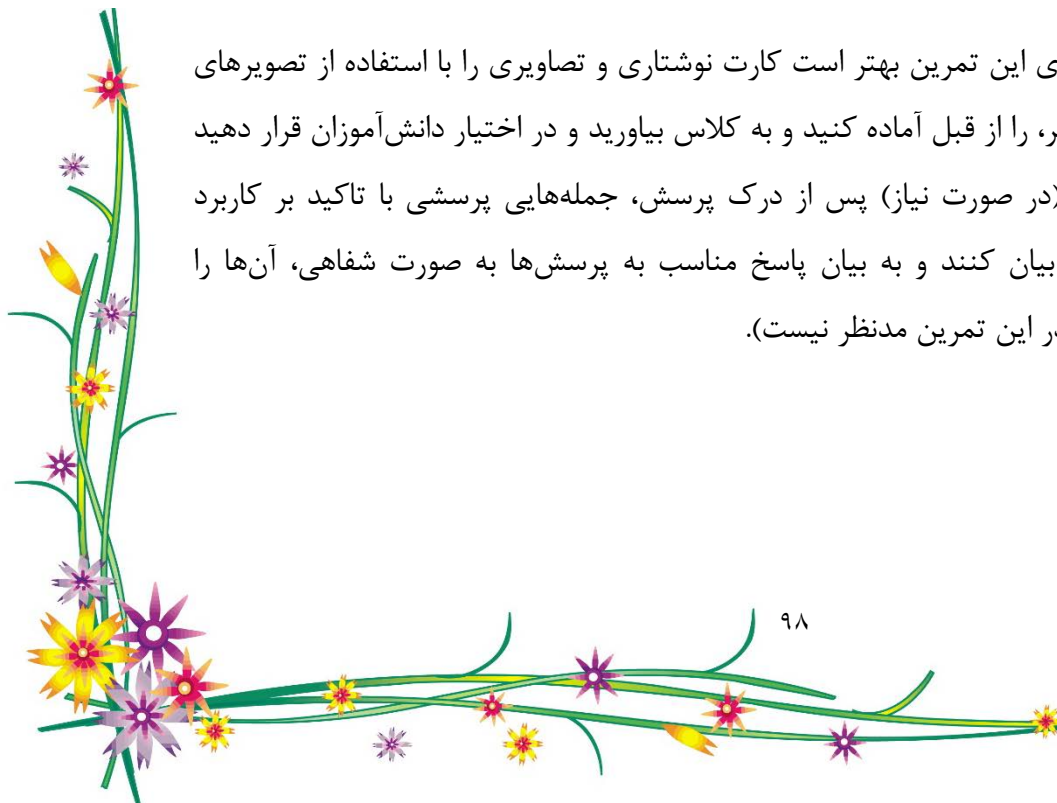 ی این تمرین بهتر است کارت نوشتاری و تصاویری را با استفاده از تصویرهای
ر، را از قبل آماده کنید و به کلاس بیاورید و در اختیار دانش‌آموزان قرار دهید
(در صورت نیاز) پس از درک پرسش، جمله‌هایی پرسشی با تاکید بر کاربرد
بیان کنند و به بیان پاسخ مناسب به پرسش‌ها به صورت شفاهی، آن‌ها را
ر این تمرین مدنظر نیست).
۹۸